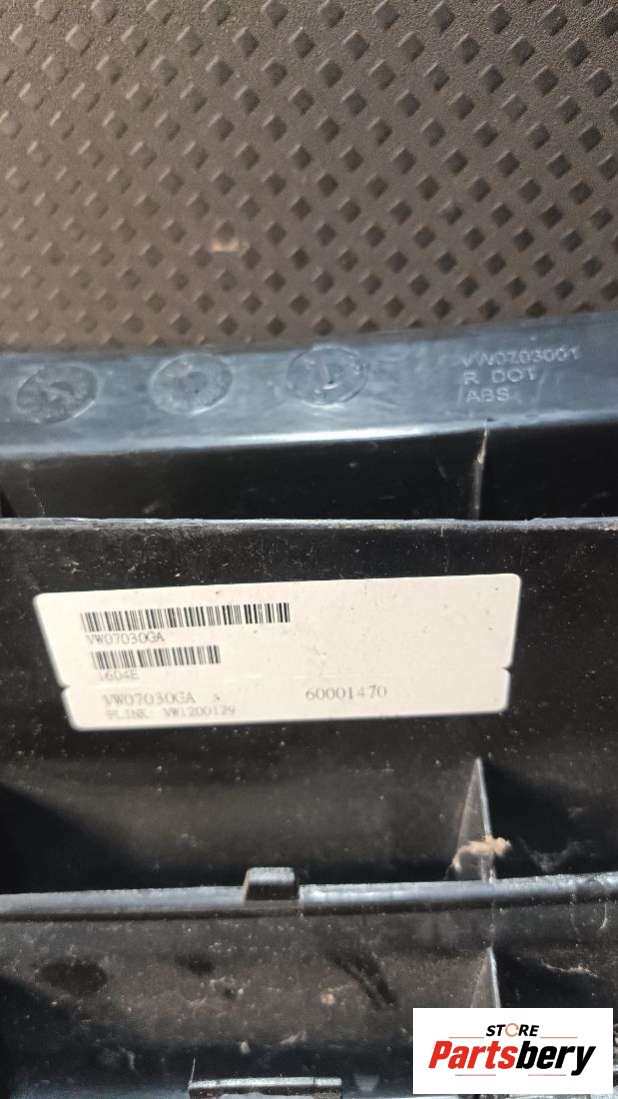 VW0703001
R DOT
ABS
VW07030GA
1604E
VW07030GA
60001470
PLINK: VW1200129
STORE
Partsbery